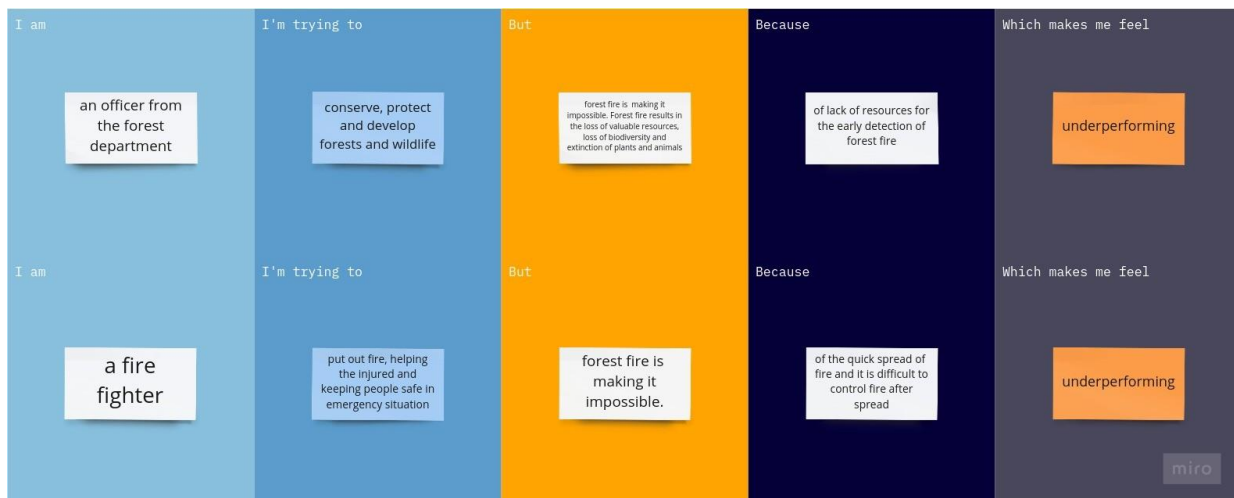 I am
I'm trying to
But
Because
Which makes me feel
an officer from
the forest
department
conserve, protect
and develop
forests and wildlife
forest fire is making it
impossible. Forest fire results in
the loss of valuable resources,
loss of biodiversity and
extinction of plants and animals
of lack of resources for
the early detection of
forest fire
underperforming
I am
I'm trying to
But
Because
Which makes me feel
a fire
fighter
put out fire, helping
the injured and
keeping people safe in
emergency situation
forest fire is
making it
impossible.
of the quick spread of
fire and it is difficult to
control fire after
spread
underperforming
miro